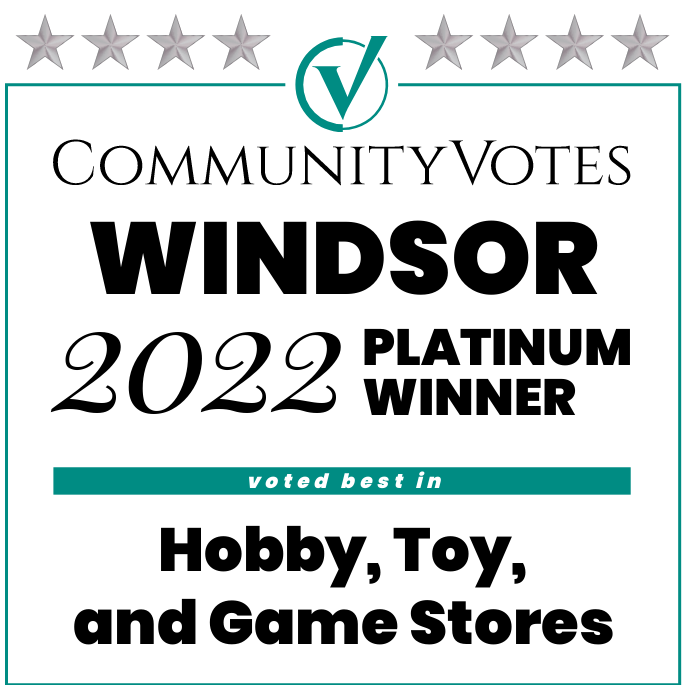 COMMUNITYVOTES
WINDSOR
2022 PLATINUM
WINNER
voted best in
Hobby, Toy,
and Game Stores